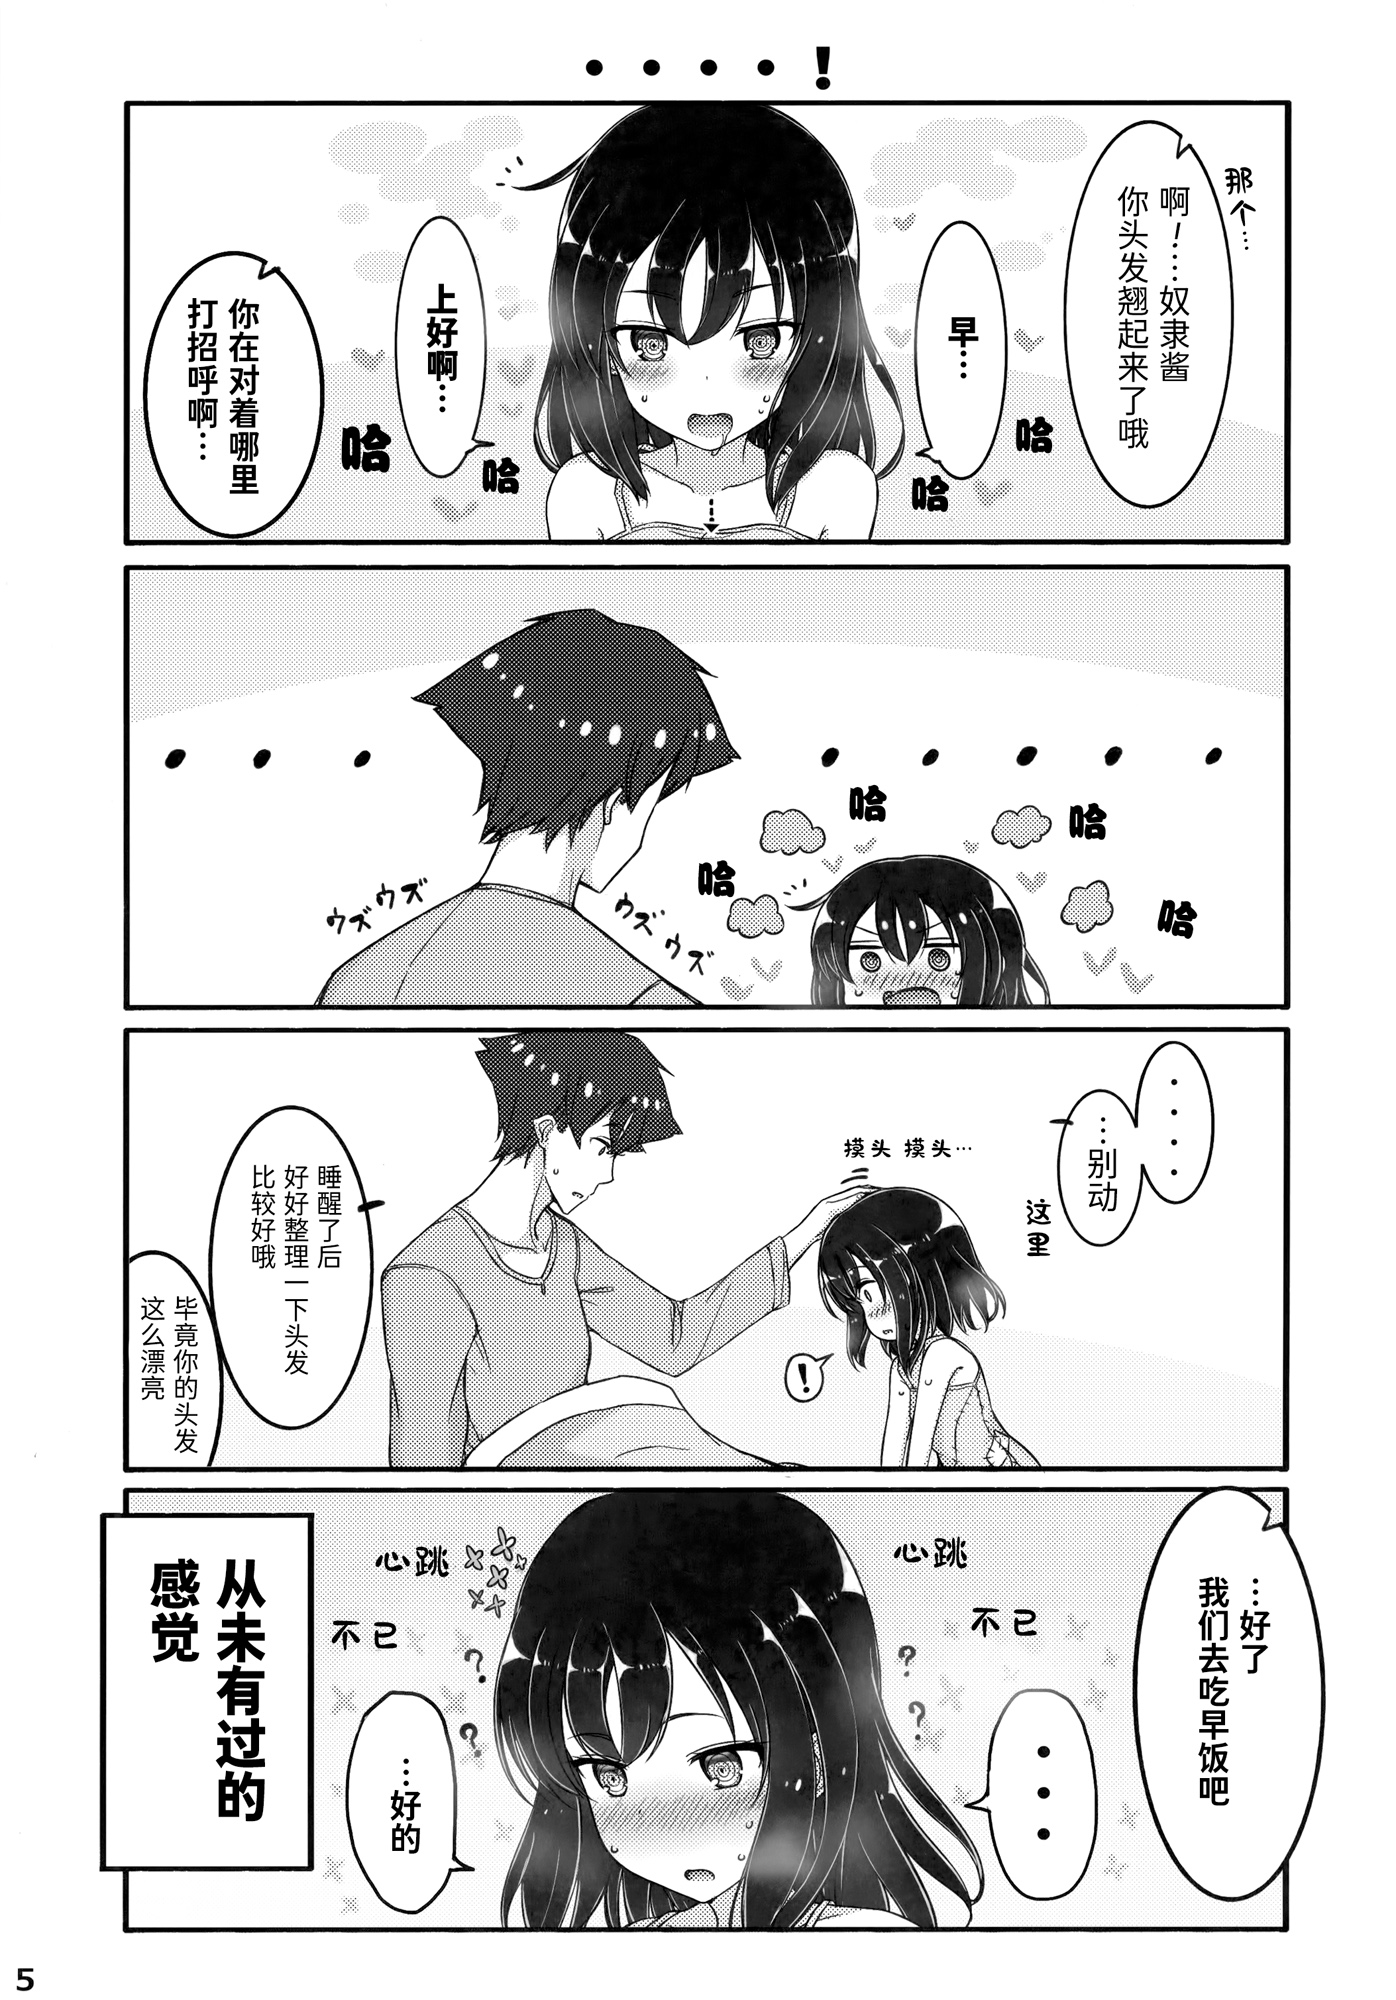 ・・・・！
那个…
啊！…奴隶酱
你头发翘起来了哦
早…
哈
哈
上好啊…
哈
哈
你在对着哪里
打招呼啊…
・・・・・・・・
哈
哈
哈
哈
ウズウズ
ウズウズ
・・・・
…别动
这里
摸头 摸头…
！
睡醒了后
好好整理一下头发
比较好哦
毕竟你的头发
这么漂亮
…好了
我们去吃早饭吧
心跳
不已
・・・
？
？
？
心跳
不已
？
？
…好的
从未有过的
感觉
5